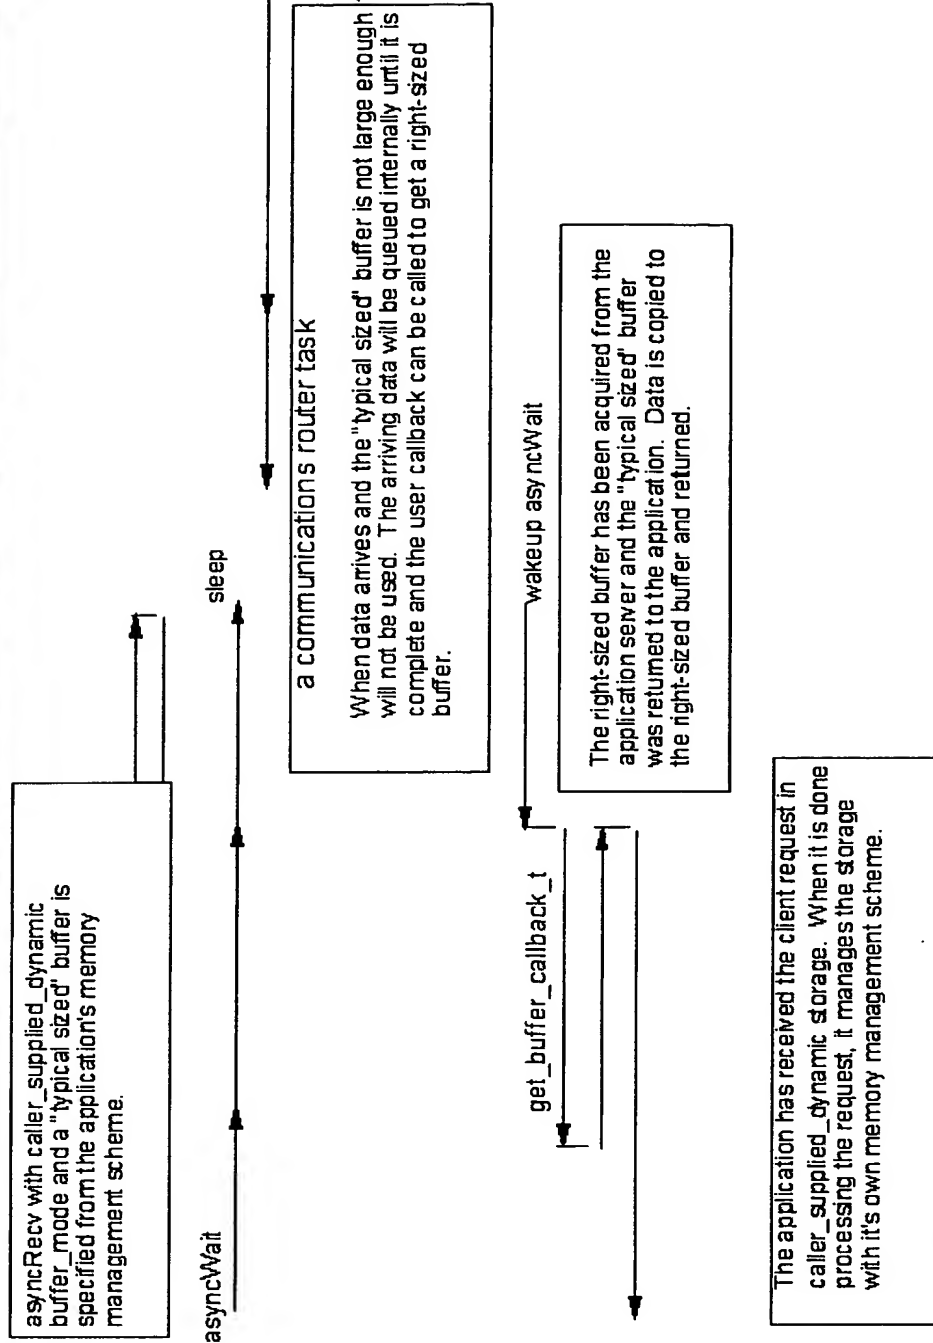 asyncRecv with caller_supplied_dynamic
buffer_mode and a "typical sized" buffer is
specified from the application's memory
management scheme.
asyncWait
sleep
a communications router task
When data arrives and the "typical sized" buffer is not large enough
will not be used. The arriving data will be queued internally until it is
complete and the user callback can be called to get a right-sized
buffer.
wakeup asyncWait
get_buffer_callback_t
The right-sized buffer has been acquired from the
application server and the "typical sized" buffer
was returned to the application. Data is copied to
the right-sized buffer and returned.
The application has received the client request in
caller_supplied_dynamic storage. When it is done
processing the request, it manages the storage
with it's own memory management scheme.